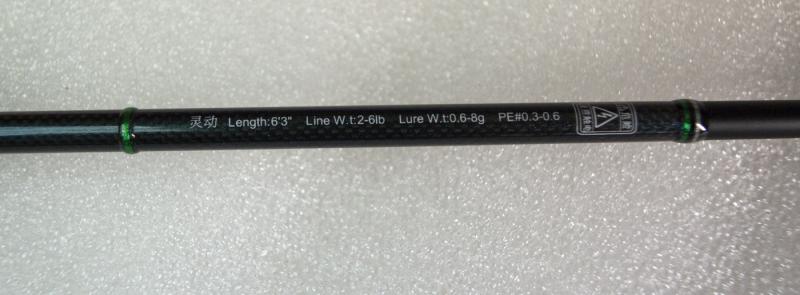 灵动 Length:6'3" Line W.t:2-6lb Lure W.t:0.6-8g PE#0.3-0.6